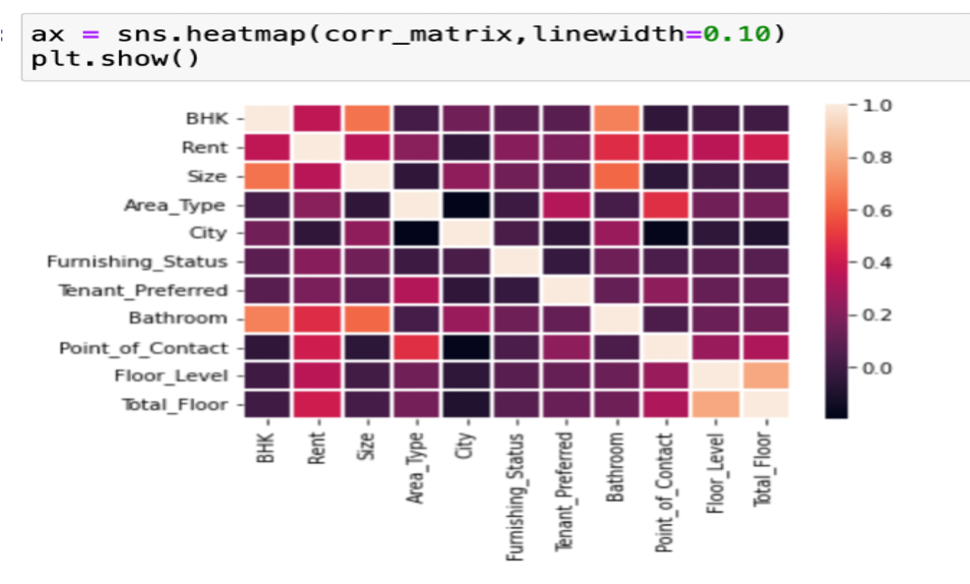 ax = sns.heatmap(corr_matrix,linewidth=0.10)
plt.show()
BHK
Rent
Size
Area_Type
City
Furnishing_Status
Tenant_Preferred
Bathroom
Point_of_Contact
Floor_Level
Total_Floor
BHK
Rent
Size
Area_Type
City
Furnishing_Status
Tenant_Preferred
Bathroom
Point_of_Contact
Floor_Level
Total_Floor
1.0
0.8
0.6
0.4
0.2
0.0